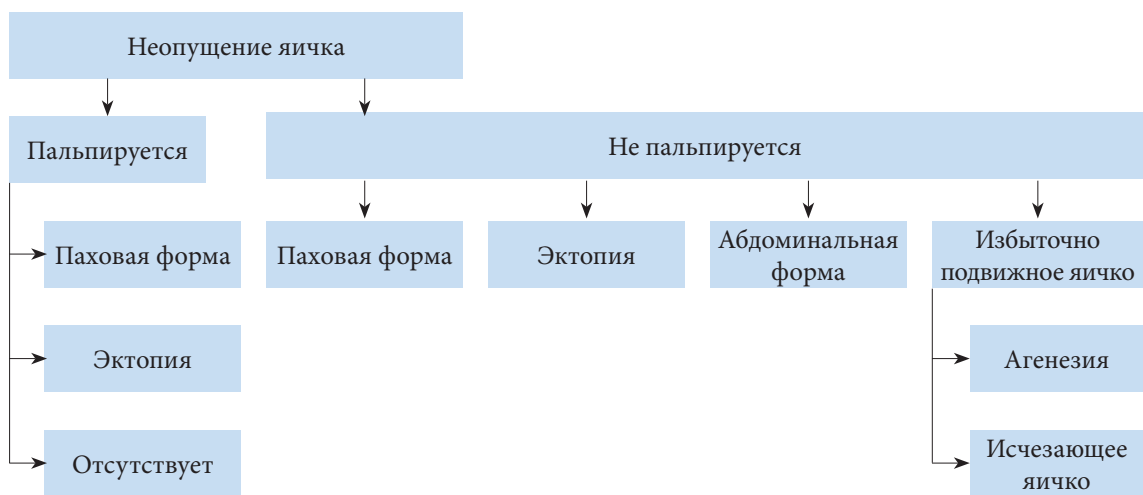 Неопущение яичка
Пальпируется
Не пальпируется
Паховая форма
Паховая форма
Эктопия
Абдоминальная
форма
Избыточно
подвижное яичко
Эктопия
Агенезия
Отсутствует
Исчезающее
яичко